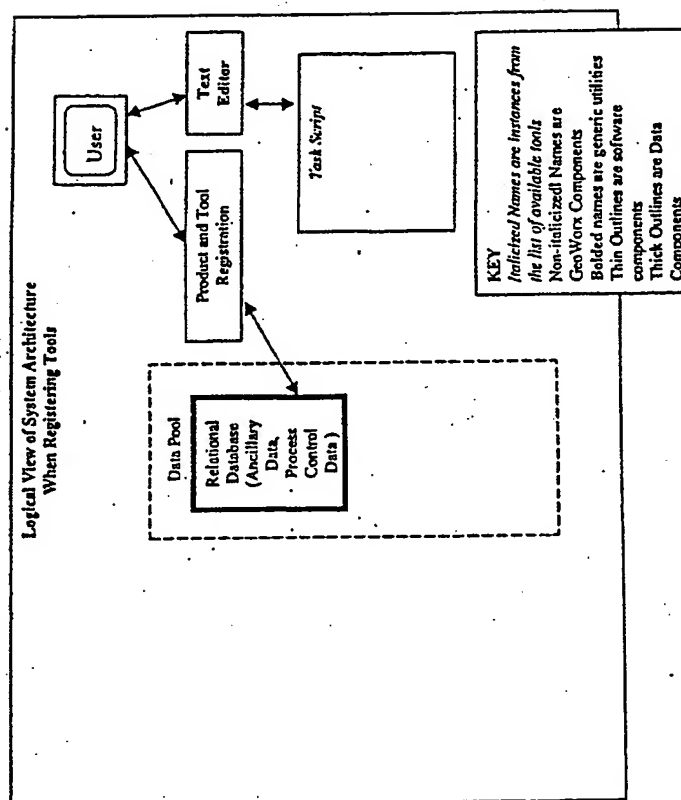 Logical View of System Architecture
When Registering Tools
User
Product and Tool
Registration
Text
Editor
Data Pool
Relational
Database
(Ancillary
Data,
Process
Control
Data )
Task Script
KEY
Italicized Names are Instances from
the list of available tools
Non-italicizedl Names are
GeoWorx Components
Bolded names are generic utilities
Thin Outlines are software
components
Thick Outlines are Data
Components